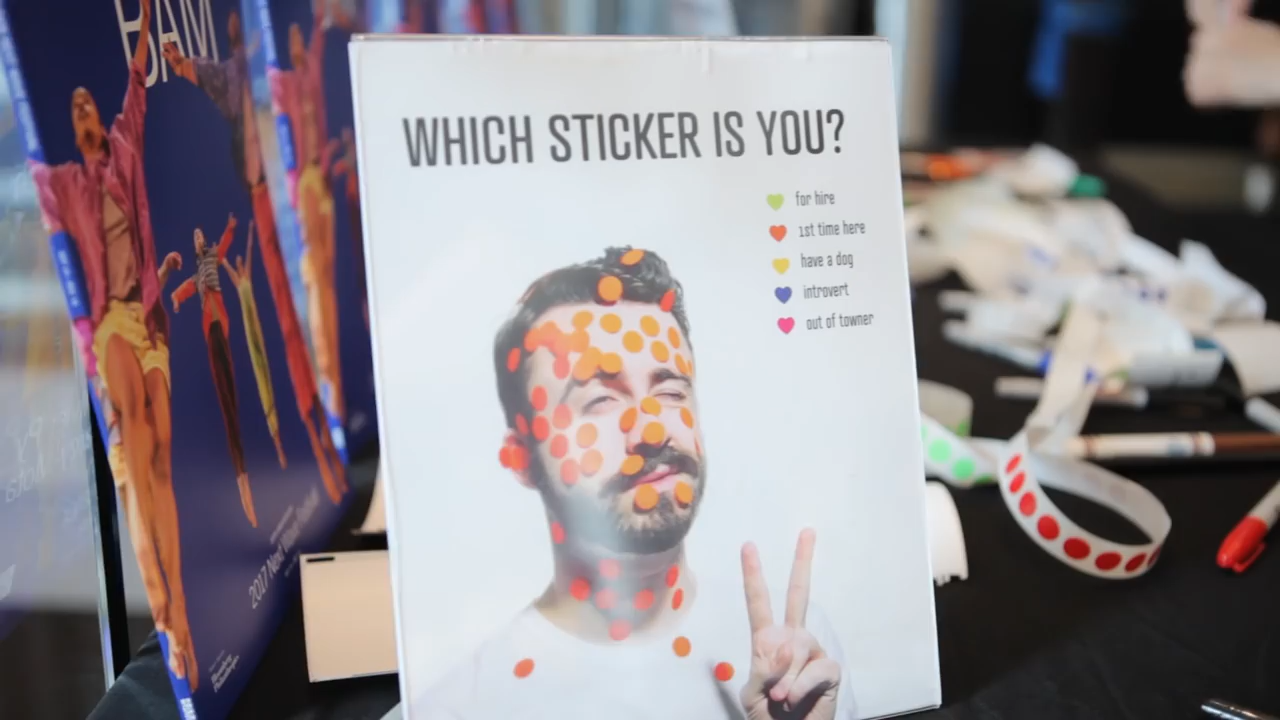 BAM
WHICH STICKER IS YOU?
for hire
1st time here
have a dog
introvert
out of towner
2017 Next Wave Festival